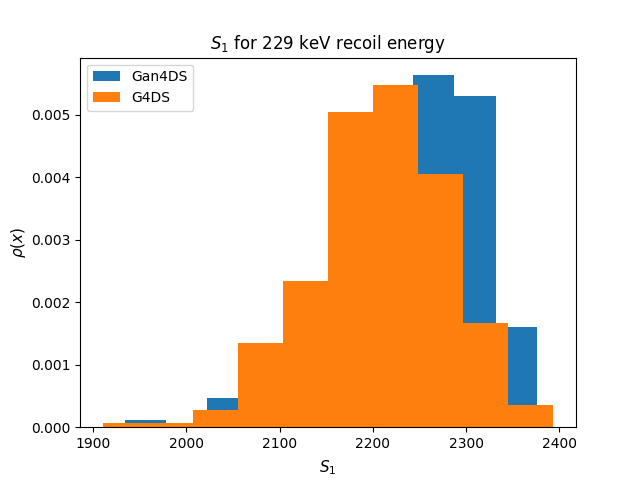 S₁ for 229 keV recoil energy
Gan4DS
G4DS
0.005
0.004
0.003
0.002
0.001
0.000
ρ(x)
1900 2000 2100 2200 2300 2400
S₁